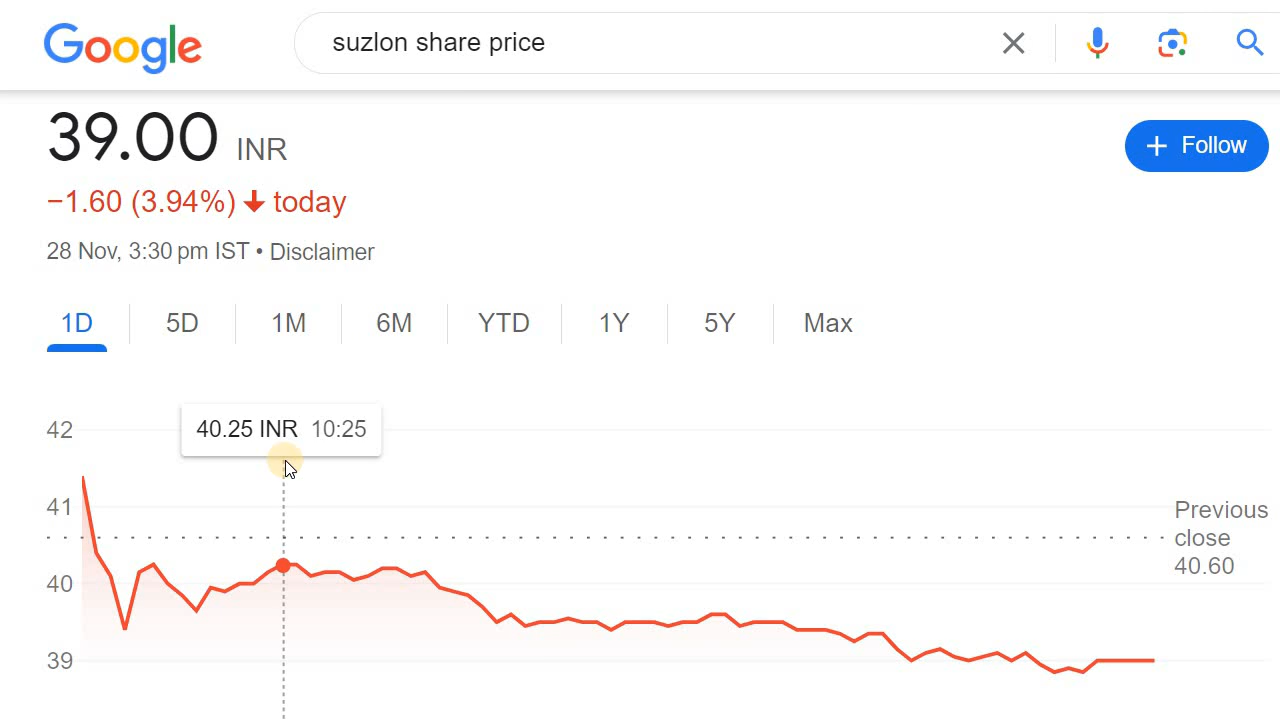 Google
suzlon share price
39.00 INR
+ Follow
−1.60 (3.94%) ↓ today
28 Nov, 3:30 pm IST • Disclaimer
1D 5D 1M 6M YTD 1Y 5Y Max
40.25 INR 10:25
42
41
40
39
Previous
close
40.60